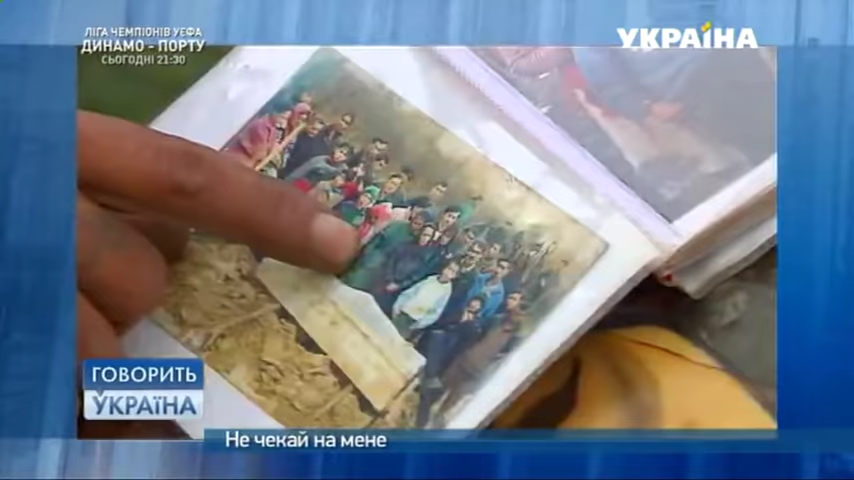 ЛІГА ЧЕМПІОНІВ УЄФА
ДИНАМО - ПОРТУ
СЬОГОДНІ 21:30
УКРАЇНА
ГОВОРИТЬ
УКРАЇНА
Не чекай на мене